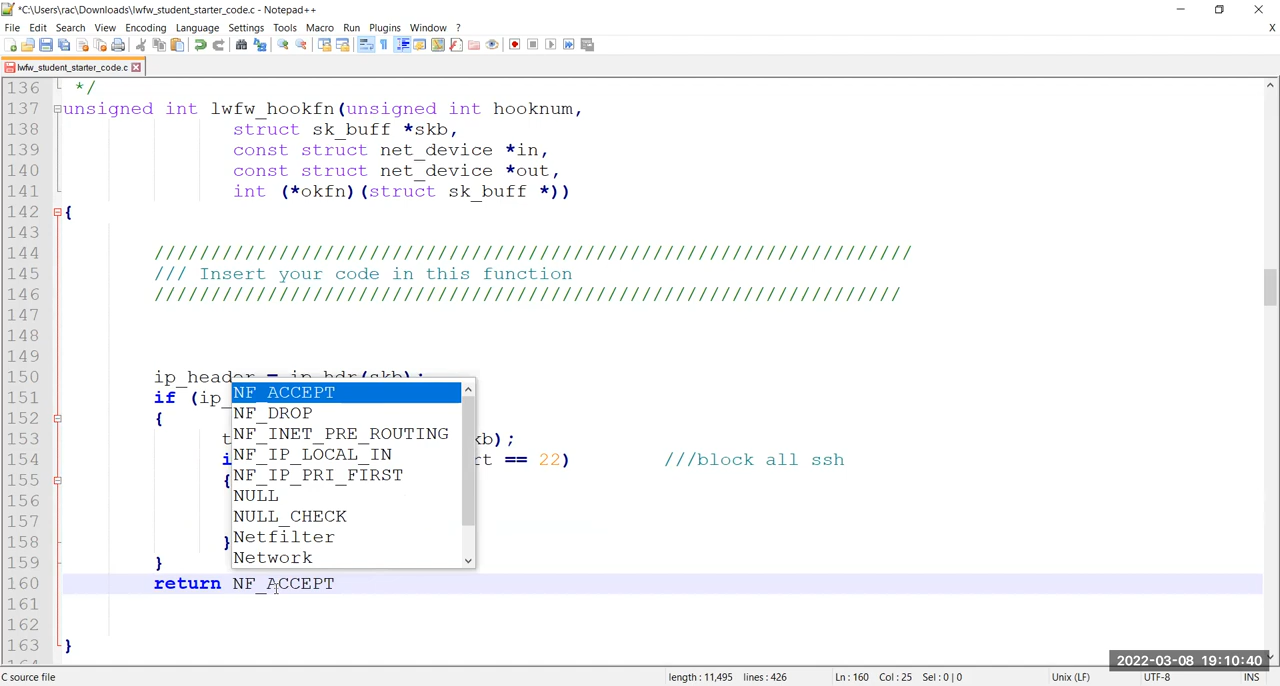 *C:\Users\rac\Downloads\lwfw_student_starter_code.c - Notepad++
File Edit Search View Encoding Language Settings Tools Macro Run Plugins Window ?
X
lwfw_student_starter_code.c
136 */
137 unsigned int lwfw_hookfn(unsigned int hooknum,
138 struct sk_buff *skb,
139 const struct net_device *in,
140 const struct net_device *out,
141 int (*okfn)(struct sk_buff *))
142 {
143
144 ///////////////////////////////////////////////////////////////////
145 /// Insert your code in this function
146 //////////////////////////////////////////////////////////////////
147
148
149
150 ip_header = ip_hdr(skb);
151 if (ip_
152 {
153 t kb);
154 i rt == 22) ///block all ssh
155 {
156
157
158 }
159 }
160 return NF_ACCEPT
161
162
163 }
NF_ACCEPT
NF_DROP
NF_INET_PRE_ROUTING
NF_IP_LOCAL_IN
NF_IP_PRI_FIRST
NULL
NULL_CHECK
Netfilter
Network
2022-03-08 19:10:40
C source file length : 11,495 lines : 426 Ln : 160 Col : 25 Sel : 0 | 0 Unix (LF) UTF-8 INS